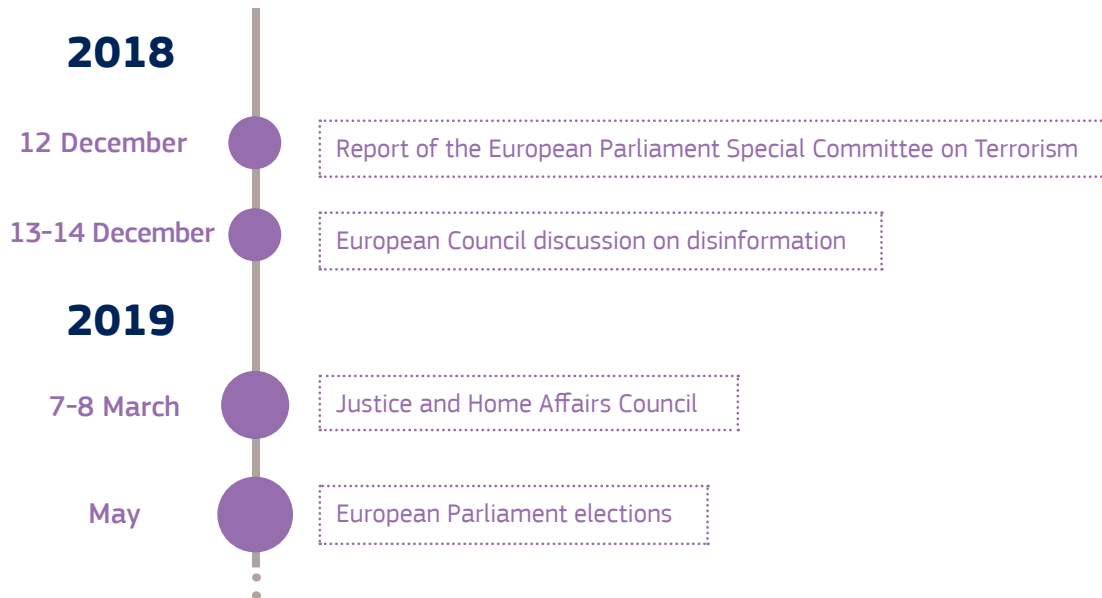 2018
12 December
Report of the European Parliament Special Committee on Terrorism
13-14 December
European Council discussion on disinformation
2019
7-8 March
Justice and Home Affairs Council
May
European Parliament elections